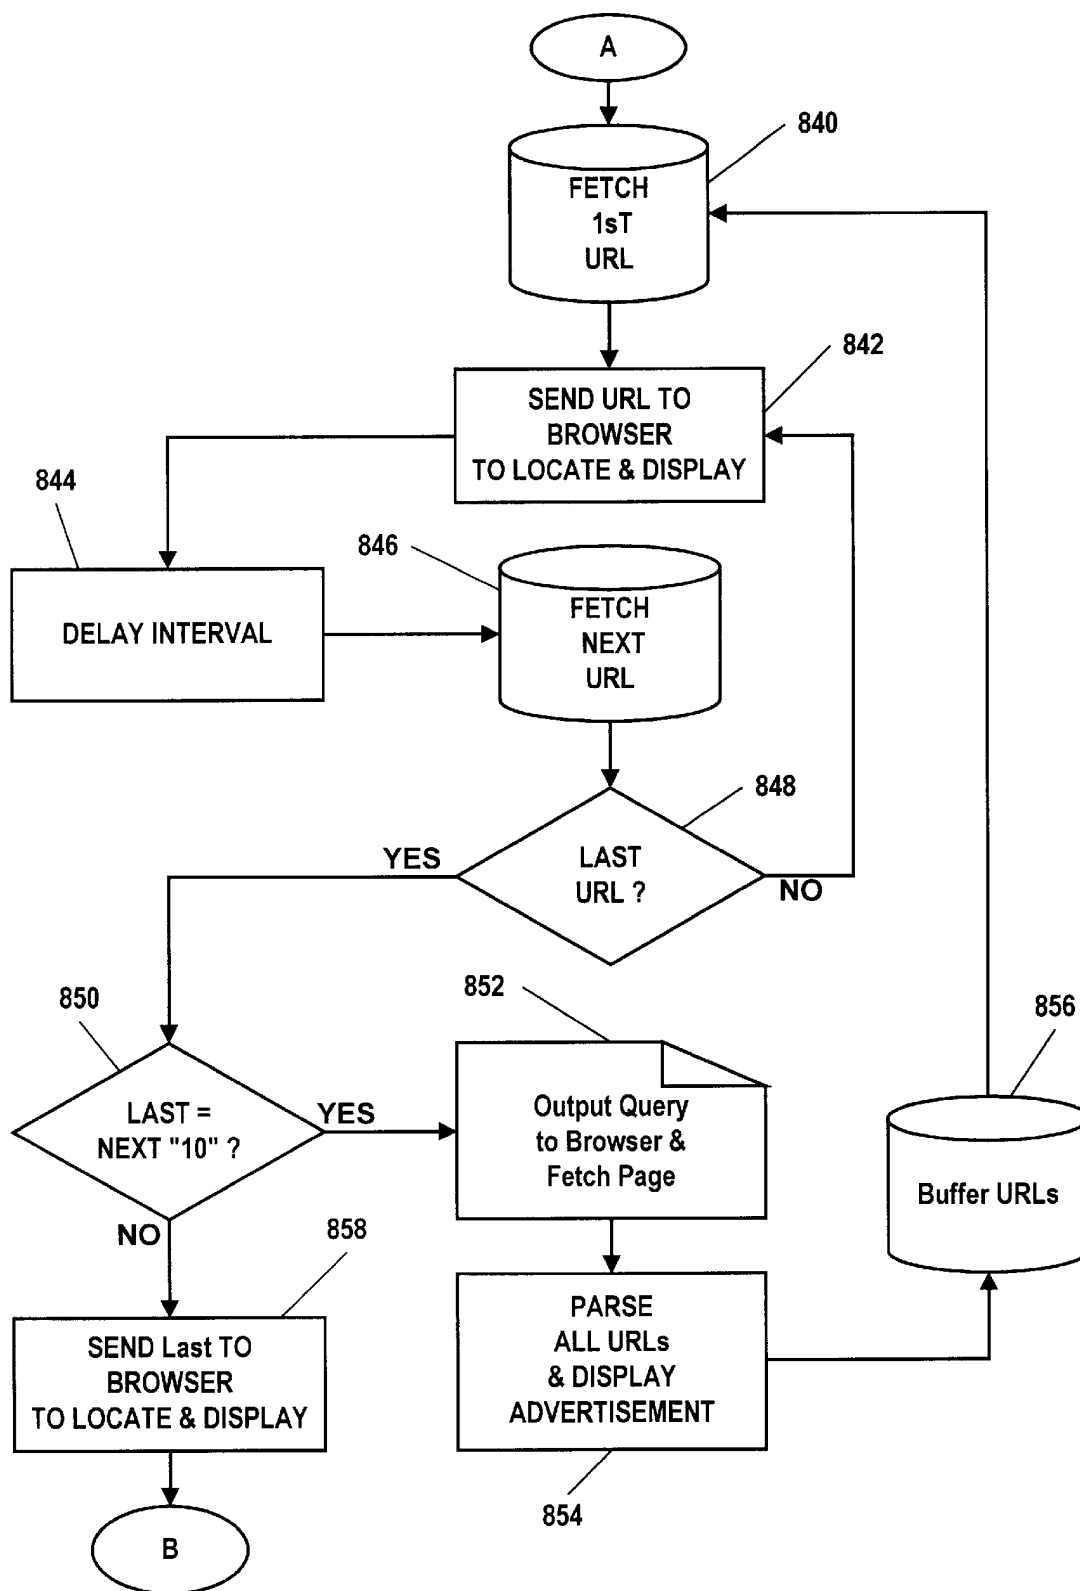 A
840
FETCH
1sT
URL
842
SEND URL TO
BROWSER
TO LOCATE & DISPLAY
844
846
DELAY INTERVAL
FETCH
NEXT
URL
848
YES
LAST
URL ?
NO
850
852
856
LAST =
NEXT "10" ?
YES
Output Query
to Browser &
Fetch Page
Buffer URLs
NO
858
SEND Last TO
BROWSER
TO LOCATE & DISPLAY
PARSE
ALL URLs
& DISPLAY
ADVERTISEMENT
854
B